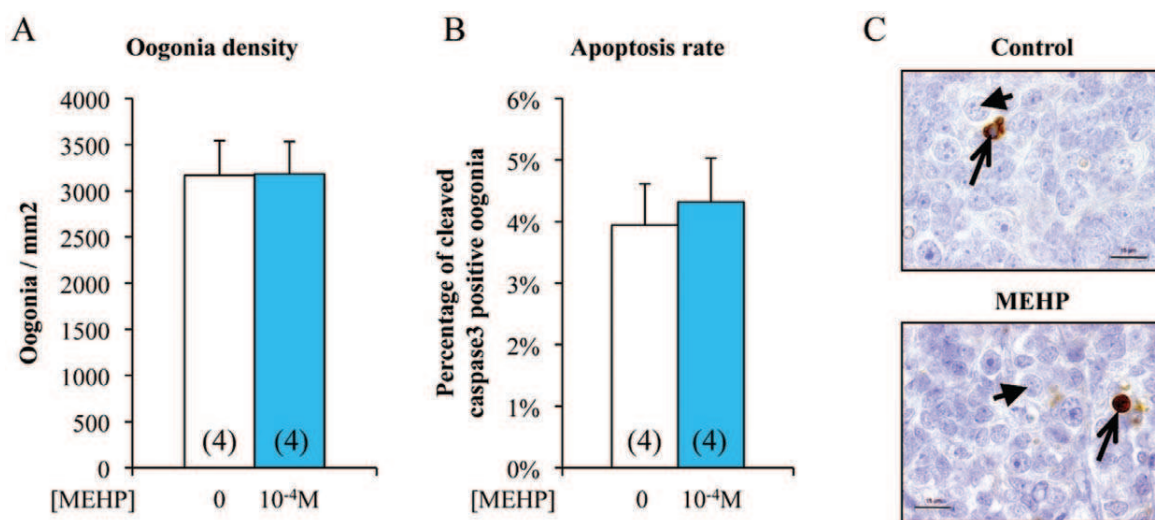 A
Oogonia density
Oogonia / mm2
4000
3500
3000
2500
2000
1500
1000
500
0
(4)
(4)
[MEHP]
0
10⁻⁴M
B
Apoptosis rate
Percentage of cleaved
caspase3 positive oogonia
6%
5%
4%
3%
2%
1%
0%
(4)
(4)
[MEHP]
0
10⁻⁴M
C
Control
MEHP